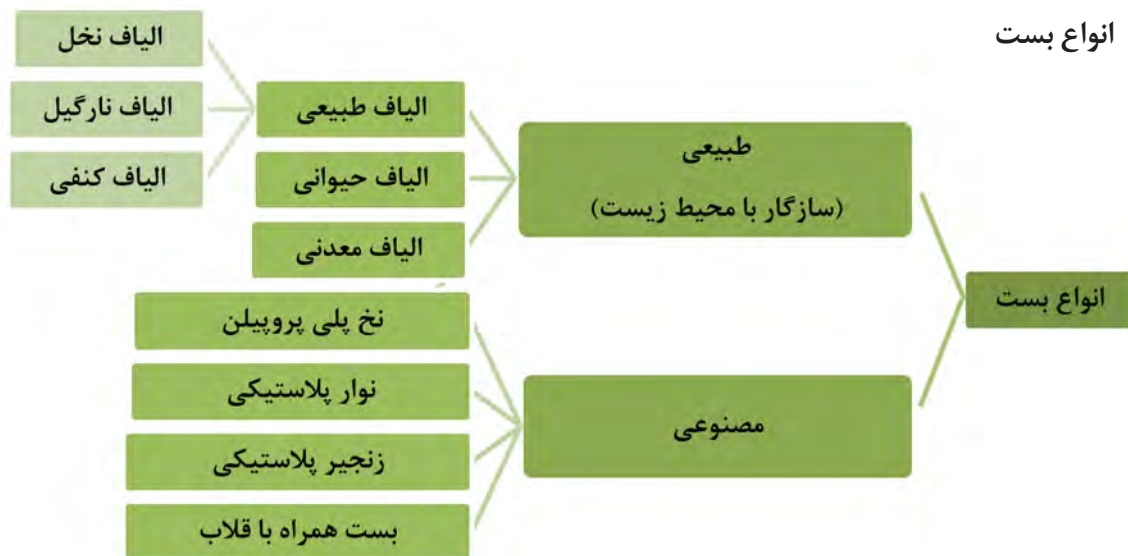 انواع بست
انواع بست
طبیعی
(سازگار با محیط زیست)
الیاف طبیعی
الیاف نخل
الیاف نارگیل
الیاف کنفی
الیاف حیوانی
الیاف معدنی
مصنوعی
نخ پلی پروپیلن
نوار پلاستیکی
زنجیر پلاستیکی
بست همراه با قلاب